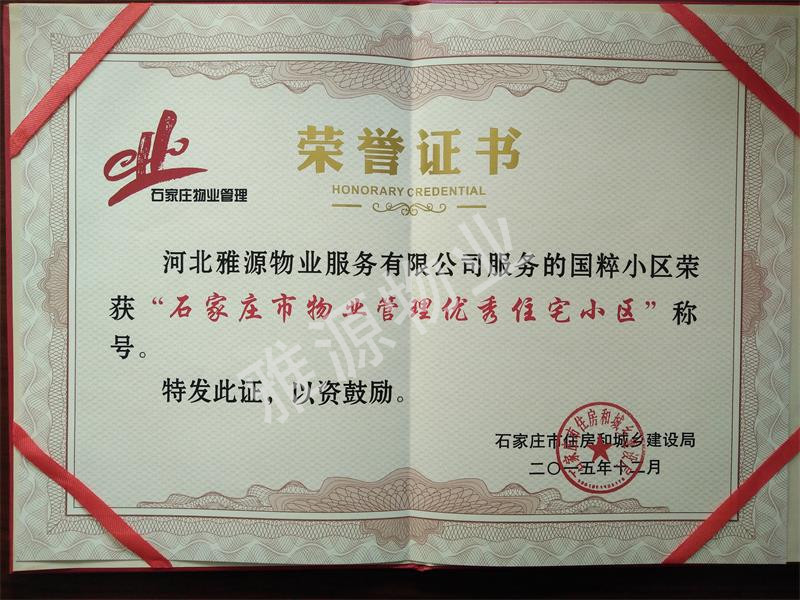 石家庄物业管理
荣誉证书
HONORARY CREDENTIAL
河北雅源物业服务有限公司服务的国粹小区荣
获“石家庄市物业管理优秀住宅小区”称
号。
特发此证，以资鼓励。
雅源物业
石家庄市住房和城乡建设局
二〇一五年十二月